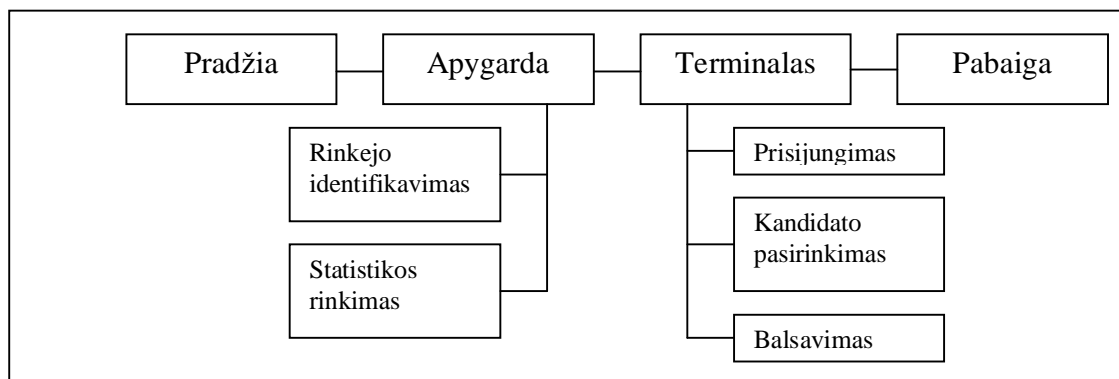 Pradžia
Apygarda
Terminalas
Pabaiga
Rinkejo
identifikavimas
Statistikos
rinkimas
Prisijungimas
Kandidato
pasirinkimas
Balsavimas